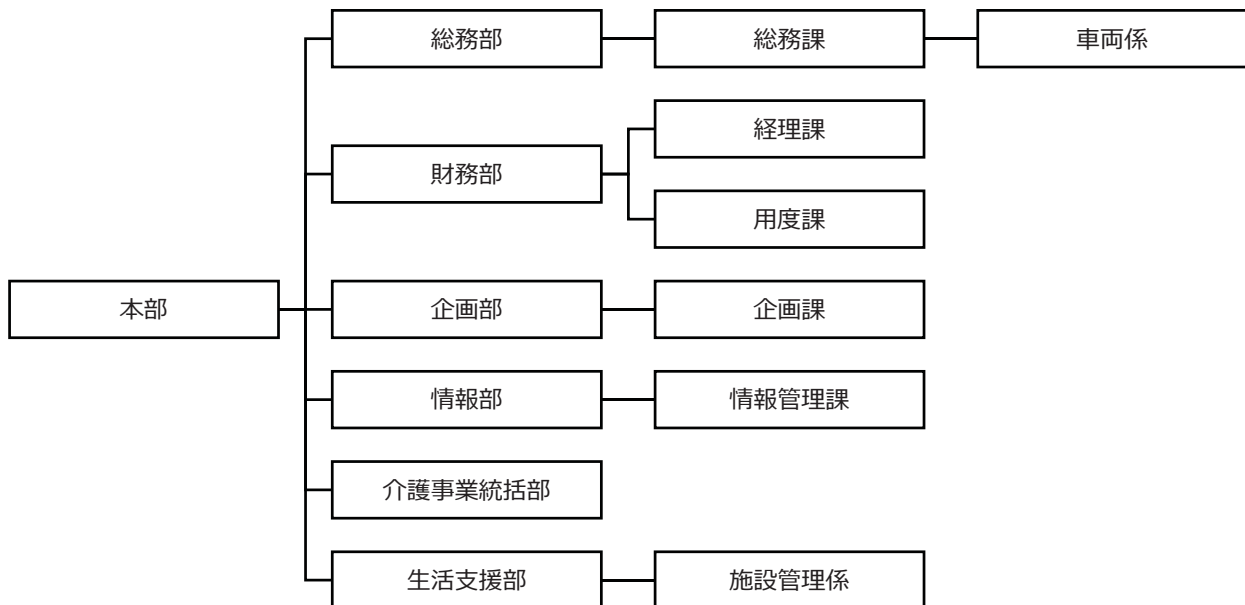 総務部
総務課
車両係
経理課
財務部
用度課
本部
企画部
企画課
情報部
情報管理課
介護事業統括部
生活支援部
施設管理係